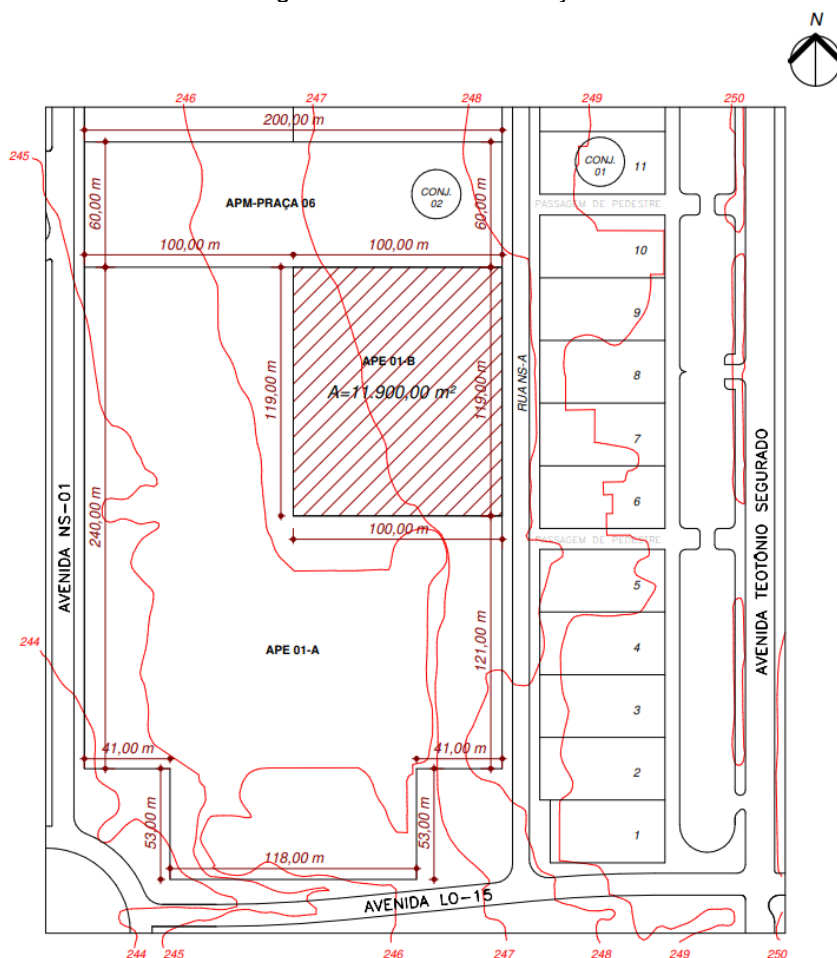 N
246
247
248
249
250
200,00 m
245
CONJ.
01
11
60,00 m
CONJ.
02
60,00 m
APM-PRAÇA 06
PASSAGEM DE PEDESTRE
100,00 m
100,00 m
10
9
APE 01-B
A=11.900,00 m²
119,00 m
119,00 m
RUA NS-A
8
7
AVENIDA NS-01
240,00 m
6
AVENIDA TEOTÔNIO SEGURADO
100,00 m
PASSAGEM DE PEDESTRE
5
244
APE 01-A
121,00 m
4
3
41,00 m
41,00 m
2
53,00 m
53,00 m
1
118,00 m
AVENIDA LO-15
244
245
246
247
248
249
250